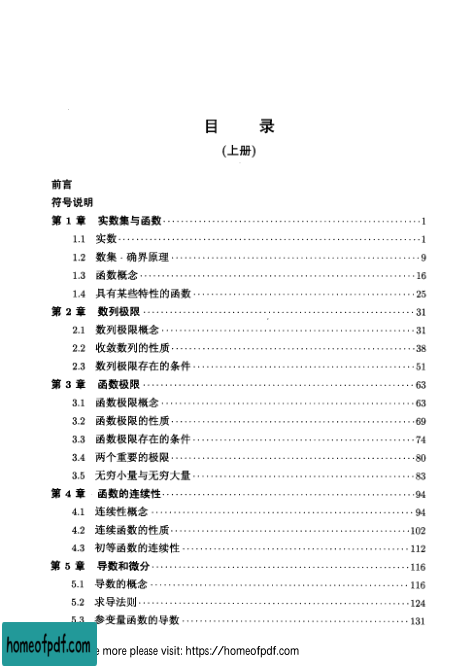 目 录
(上册)
前言
符号说明
第 1 章 实数集与函数 1
1.1 实数 1
1.2 数集 · 确界原理 9
1.3 函数概念 16
1.4 具有某些特性的函数 25
第 2 章 数列极限 31
2.1 数列极限概念 31
2.2 收敛数列的性质 38
2.3 数列极限存在的条件 51
第 3 章 函数极限 63
3.1 函数极限概念 63
3.2 函数极限的性质 69
3.3 函数极限存在的条件 74
3.4 两个重要的极限 80
3.5 无穷小量与无穷大量 83
第 4 章 函数的连续性 94
4.1 连续性概念 94
4.2 连续函数的性质 102
4.3 初等函数的连续性 112
第 5 章 导数和微分 116
5.1 导数的概念 116
5.2 求导法则 124
5.3 参变量函数的导数 131
homeofpdf.com
more please visit: https://homeofpdf.com